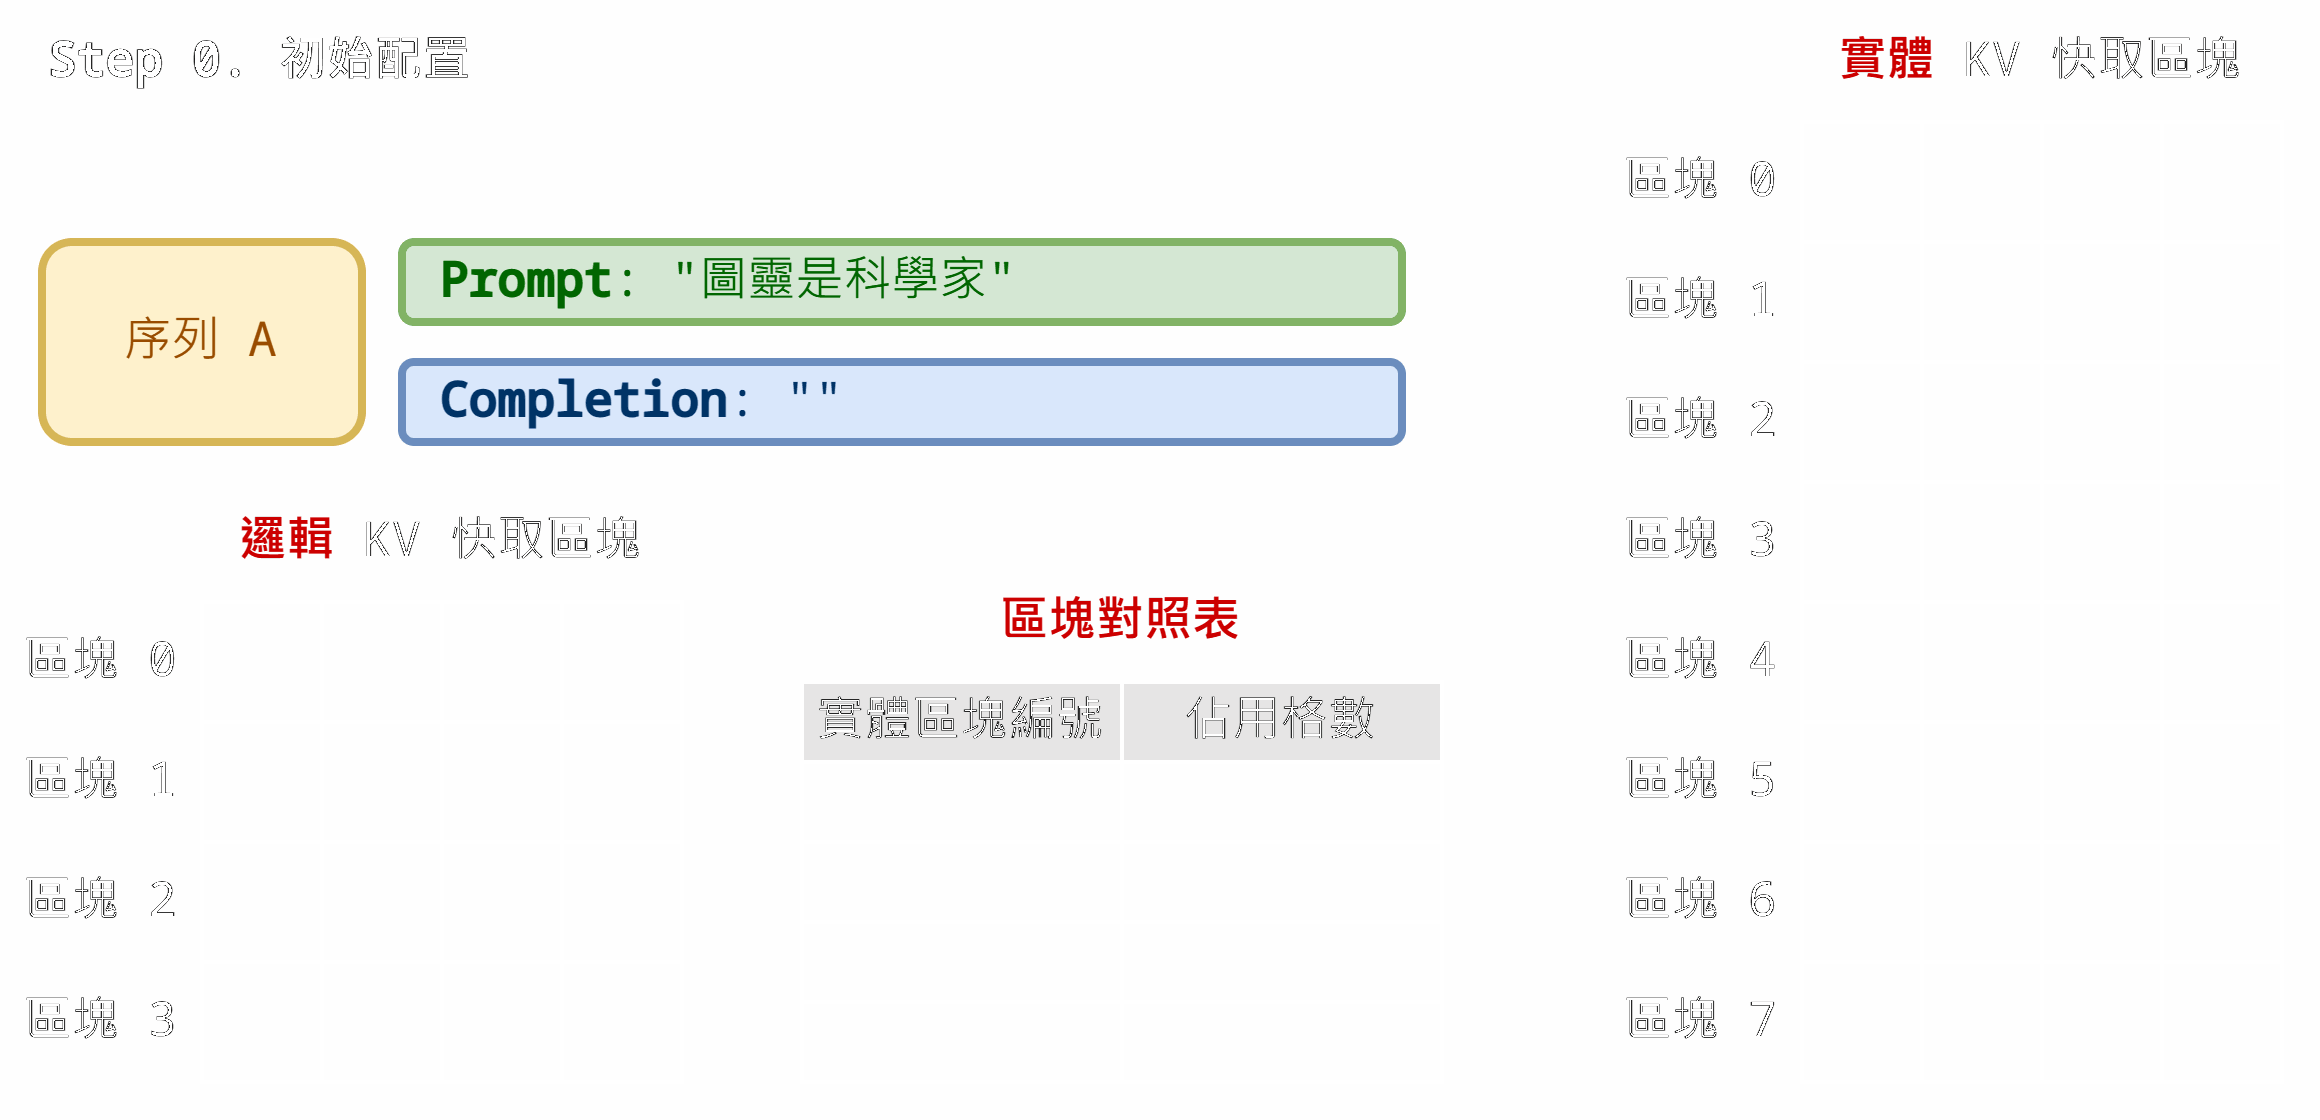 Step 0. 初始配置
實體 KV 快取區塊
序列 A
Prompt: "圖靈是科學家"
Completion: ""
邏輯 KV 快取區塊
區塊 0
區塊 1
區塊 2
區塊 3
區塊對照表
實體區塊編號 佔用格數
區塊 0
區塊 1
區塊 2
區塊 3
區塊 4
區塊 5
區塊 6
區塊 7